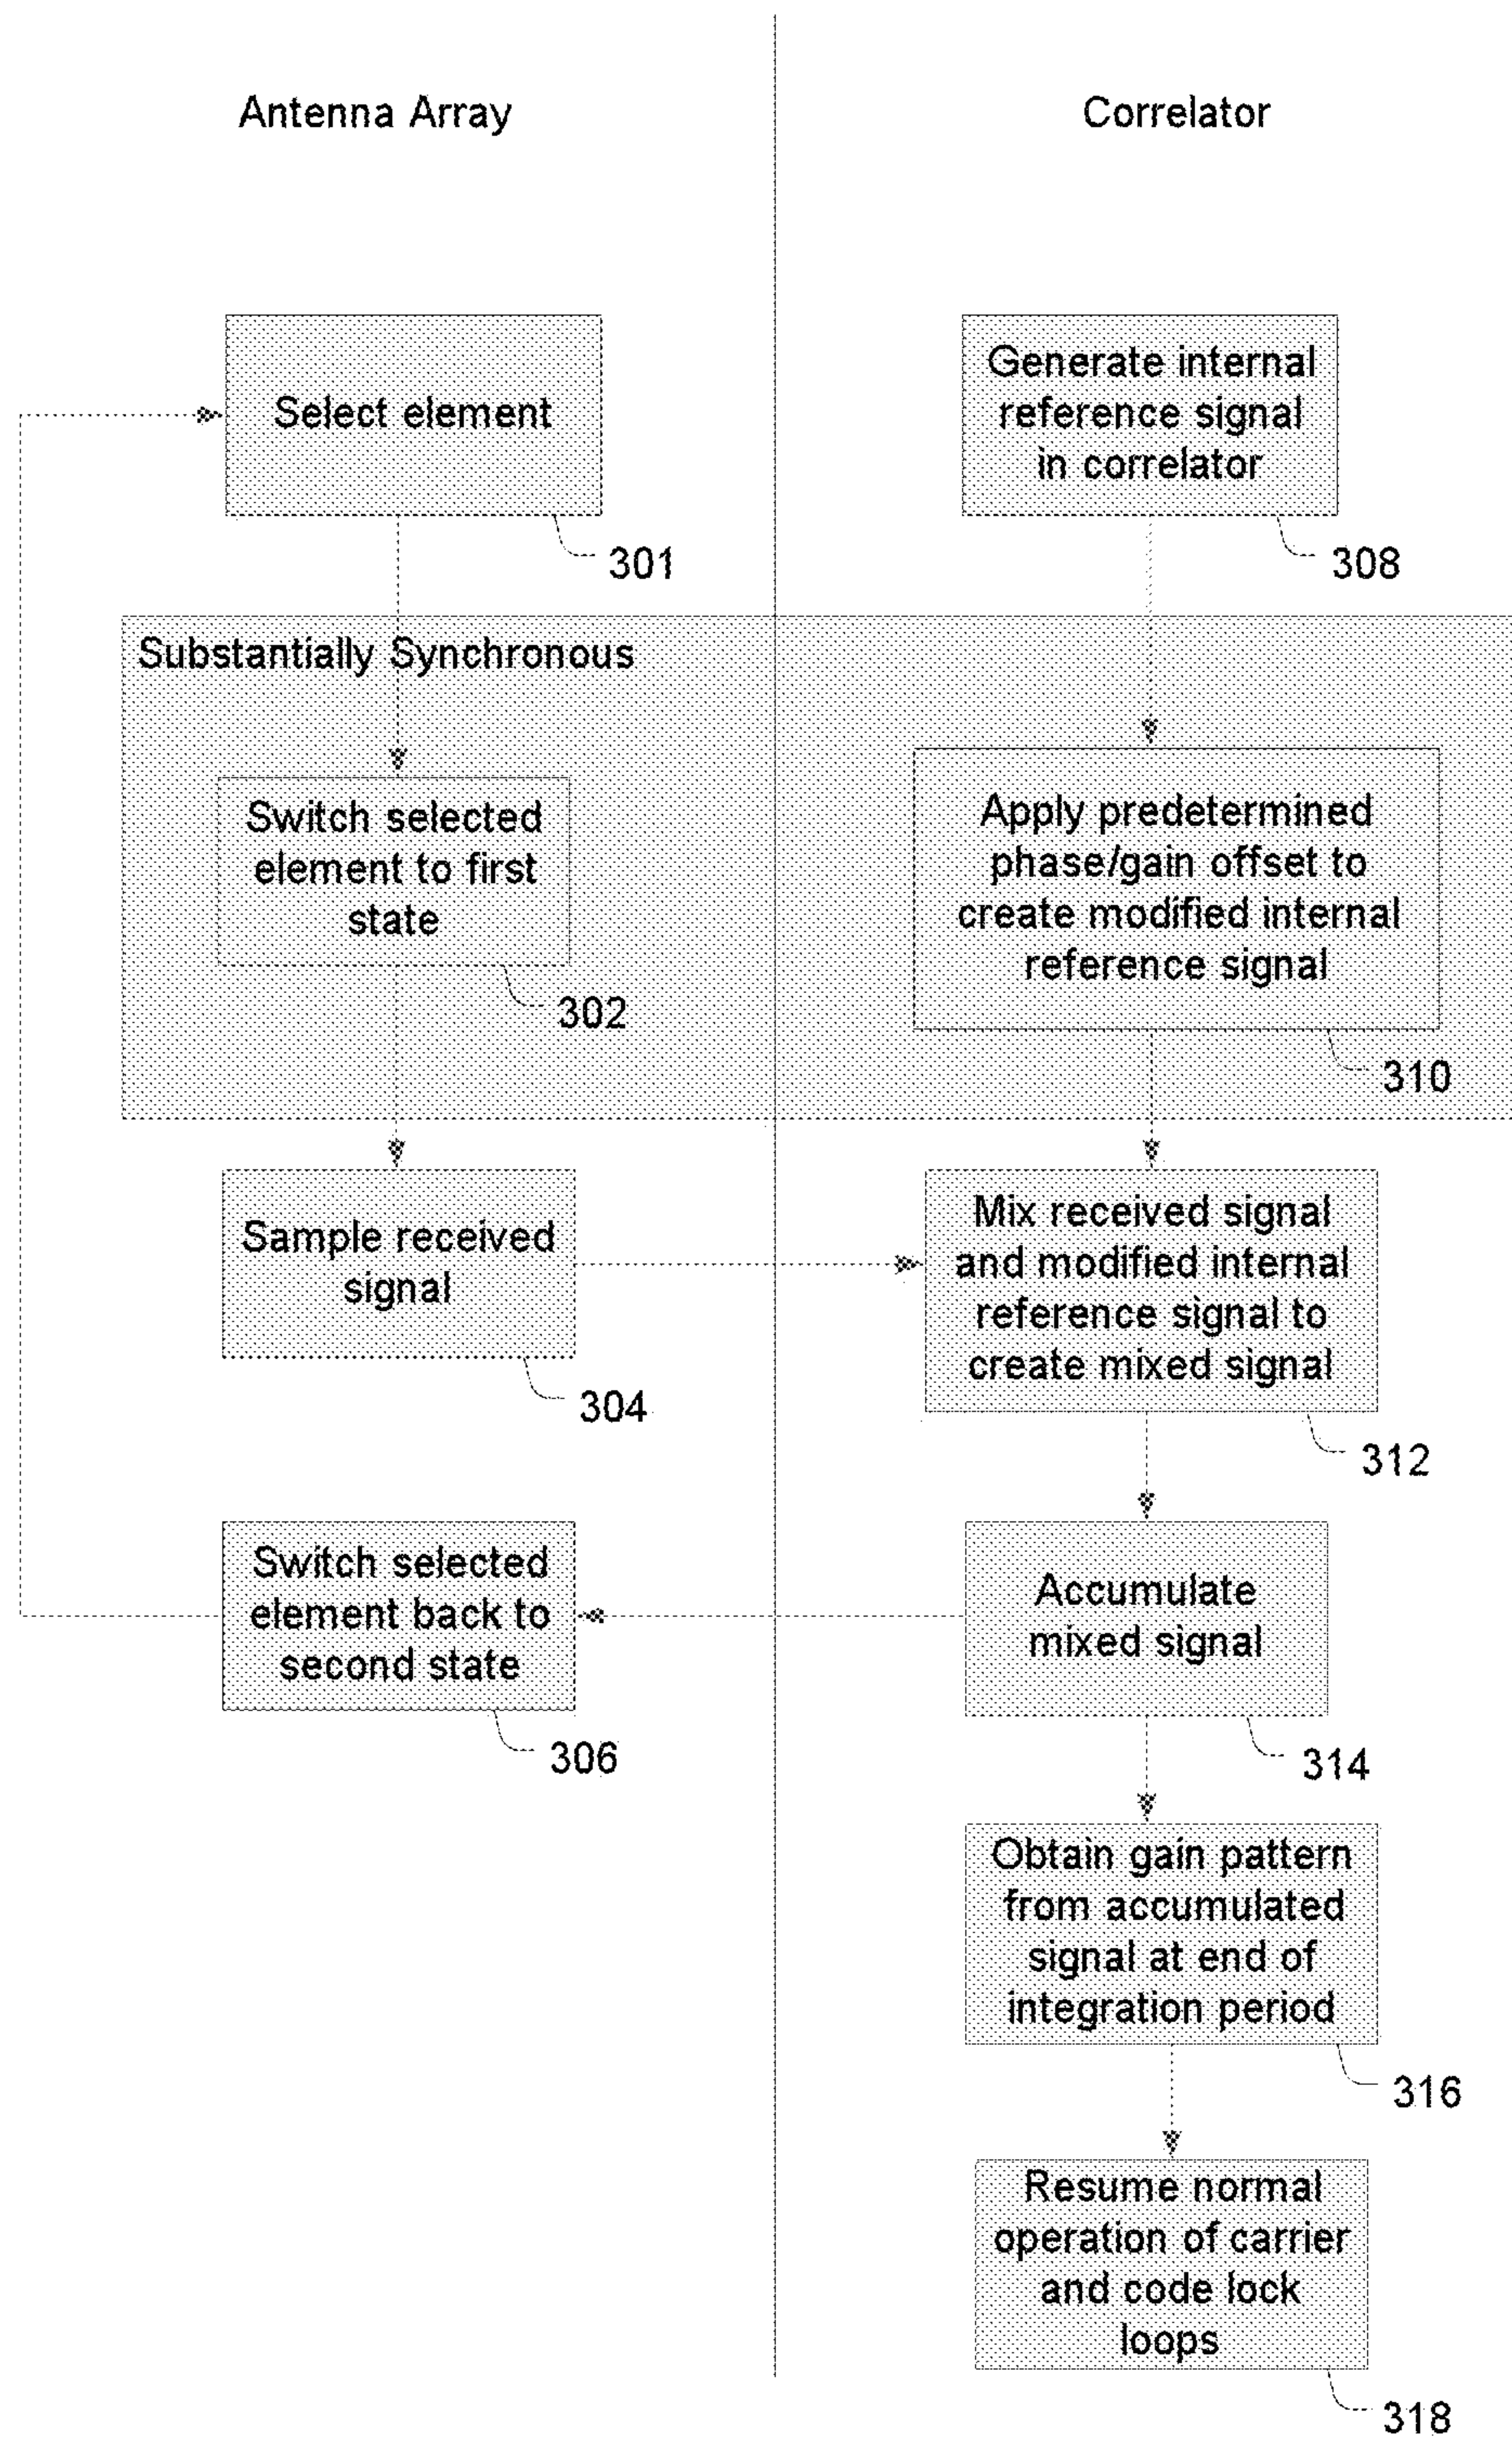 Antenna Array
Correlator
Select element
301
Generate internal
reference signal
in correlator
308
Substantially Synchronous
Switch selected
element to first
state
302
Apply predetermined
phase/gain offset to
create modified internal
reference signal
310
Sample received
signal
304
Mix received signal
and modified internal
reference signal to
create mixed signal
312
Switch selected
element back to
second state
306
Accumulate
mixed signal
314
Obtain gain pattern
from accumulated
signal at end of
integration period
316
Resume normal
operation of carrier
and code lock
loops
318